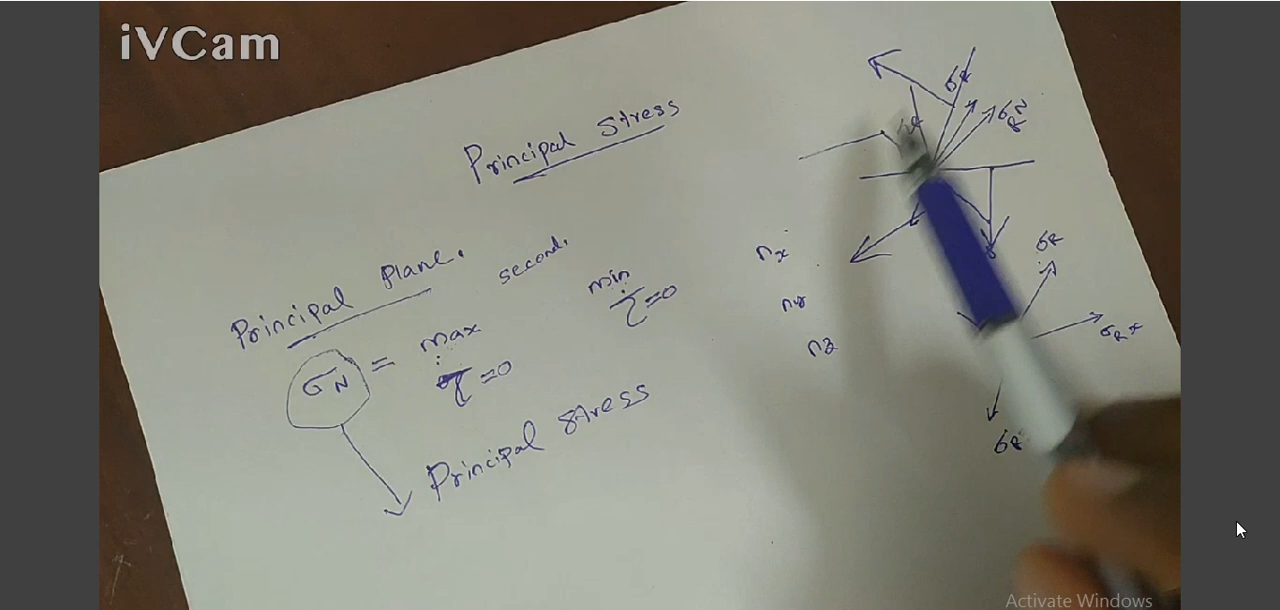 iVCam
Principal Stress
Principal Plane.
second.
σN = max
τ=0
min
τ=0
Principal Stress
nx
nz
σR
σR
σRx
σR
Activate Windows